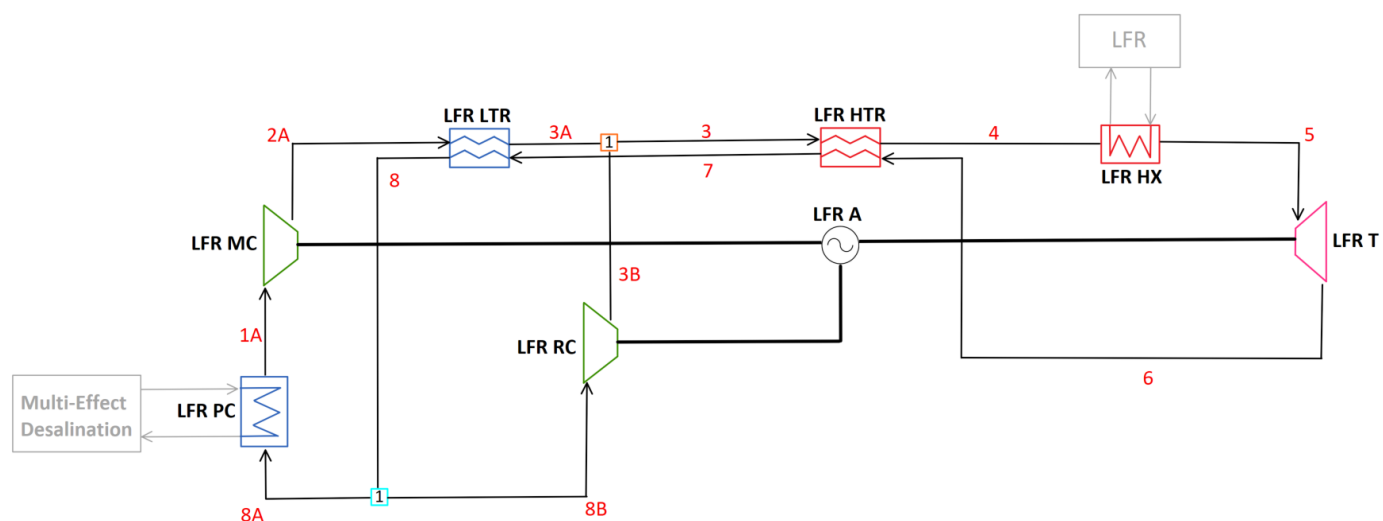 LFR
LFR LTR
LFR HTR
2A
3A
1
3
4
5
8
7
LFR HX
LFR A
LFR MC
LFR T
3B
1A
LFR RC
6
Multi-Effect
Desalination
LFR PC
8A
1
8B